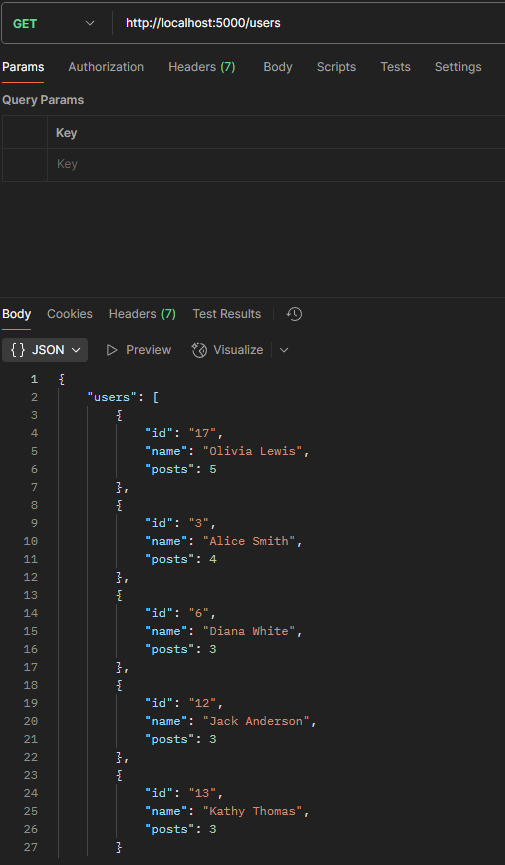 GET http://localhost:5000/users
Params Authorization Headers (7) Body Scripts Tests Settings
Query Params
Key
Key
Body Cookies Headers (7) Test Results
{} JSON Preview Visualize
1 {
2 "users": [
3 {
4 "id": "17",
5 "name": "Olivia Lewis",
6 "posts": 5
7 },
8 {
9 "id": "3",
10 "name": "Alice Smith",
11 "posts": 4
12 },
13 {
14 "id": "6",
15 "name": "Diana White",
16 "posts": 3
17 },
18 {
19 "id": "12",
20 "name": "Jack Anderson",
21 "posts": 3
22 },
23 {
24 "id": "13",
25 "name": "Kathy Thomas",
26 "posts": 3
27 }